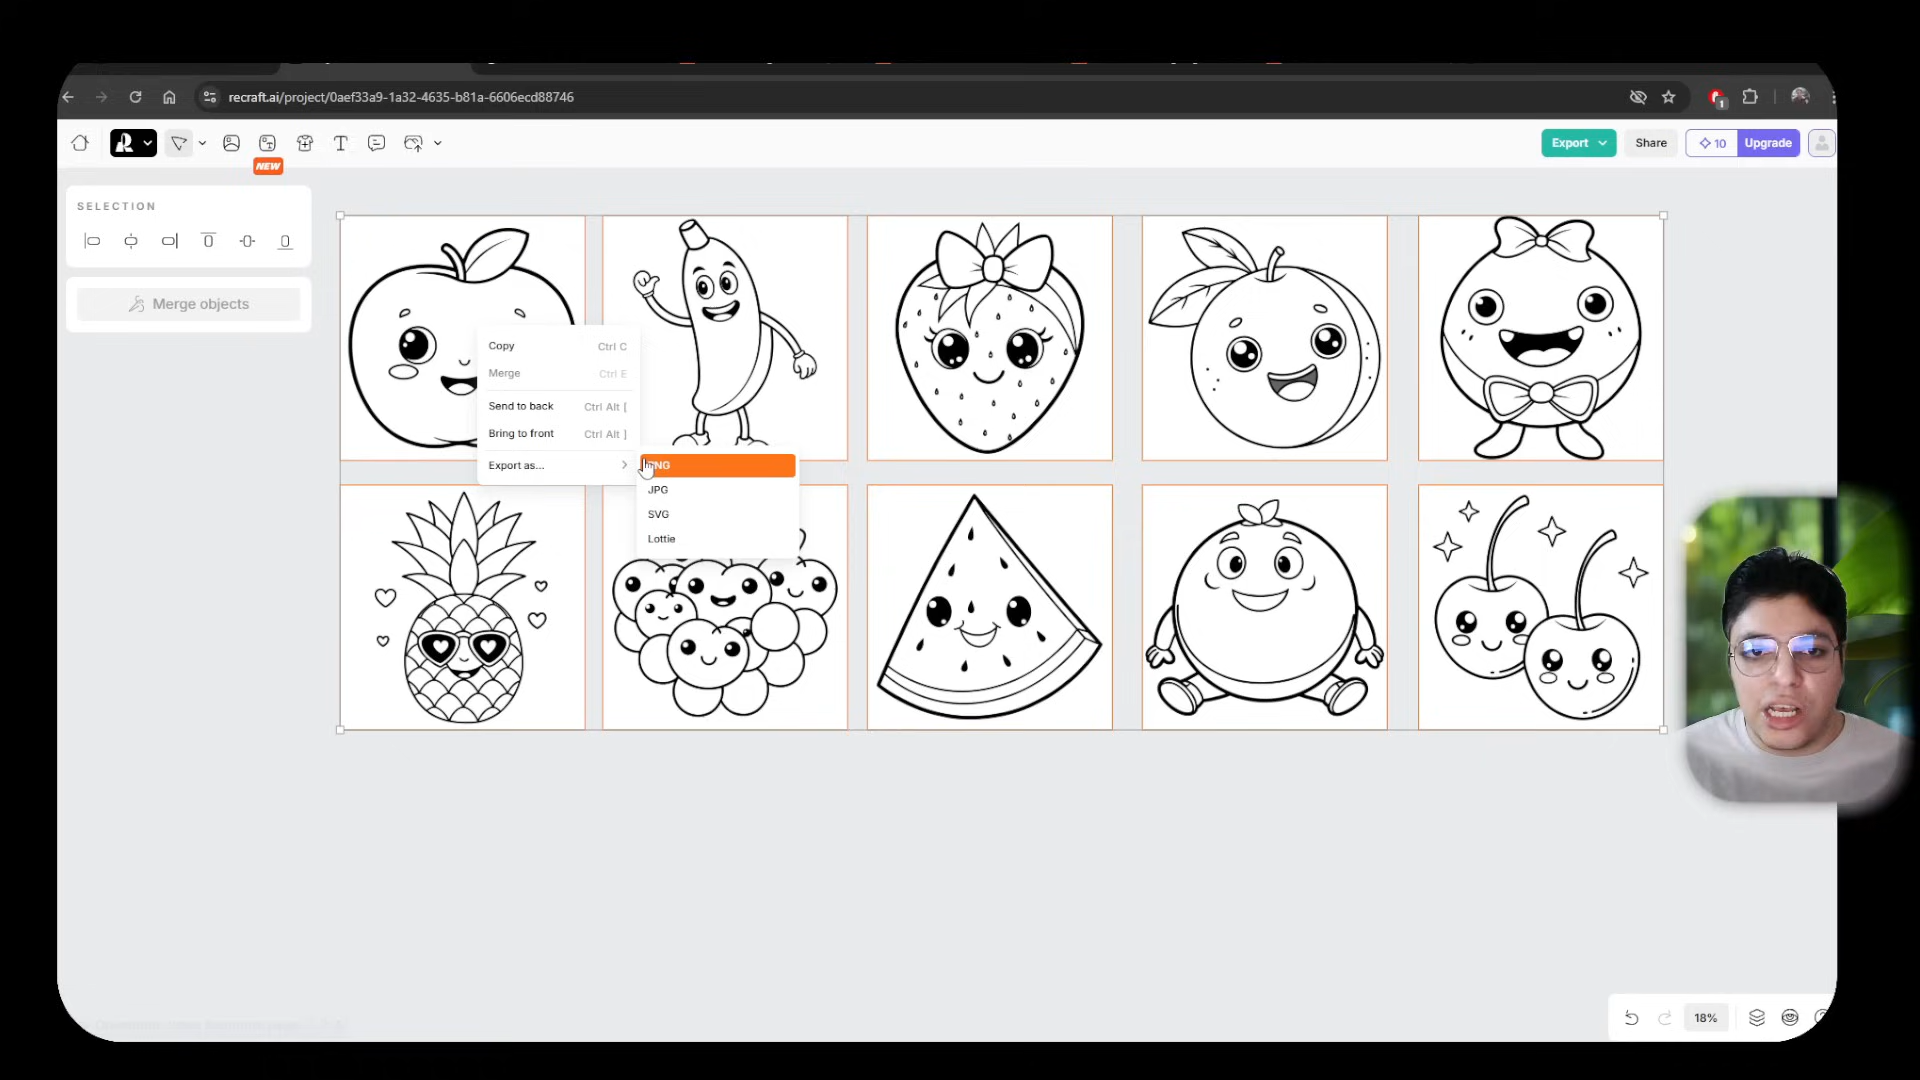 recraft.ai/project/0aef33a9-1a32-4635-b81a-6606ecd88746
1
NEW
Export
Share
10
Upgrade
SELECTION
Merge objects
Copy Ctrl C
Merge Ctrl E
Send to back Ctrl Alt [
Bring to front Ctrl Alt ]
Export as...
JPG
SVG
Lottie
18%